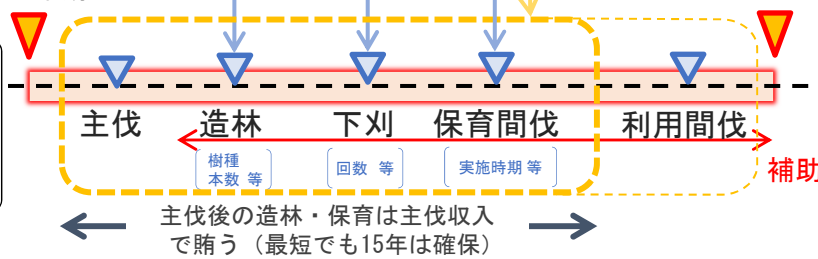 主伐 造林 下刈 保育間伐 利用間伐
樹種
本数 等
回数 等
実施時期 等
補助
主伐後の造林・保育は主伐収入
で賄う（最短でも15年は確保）